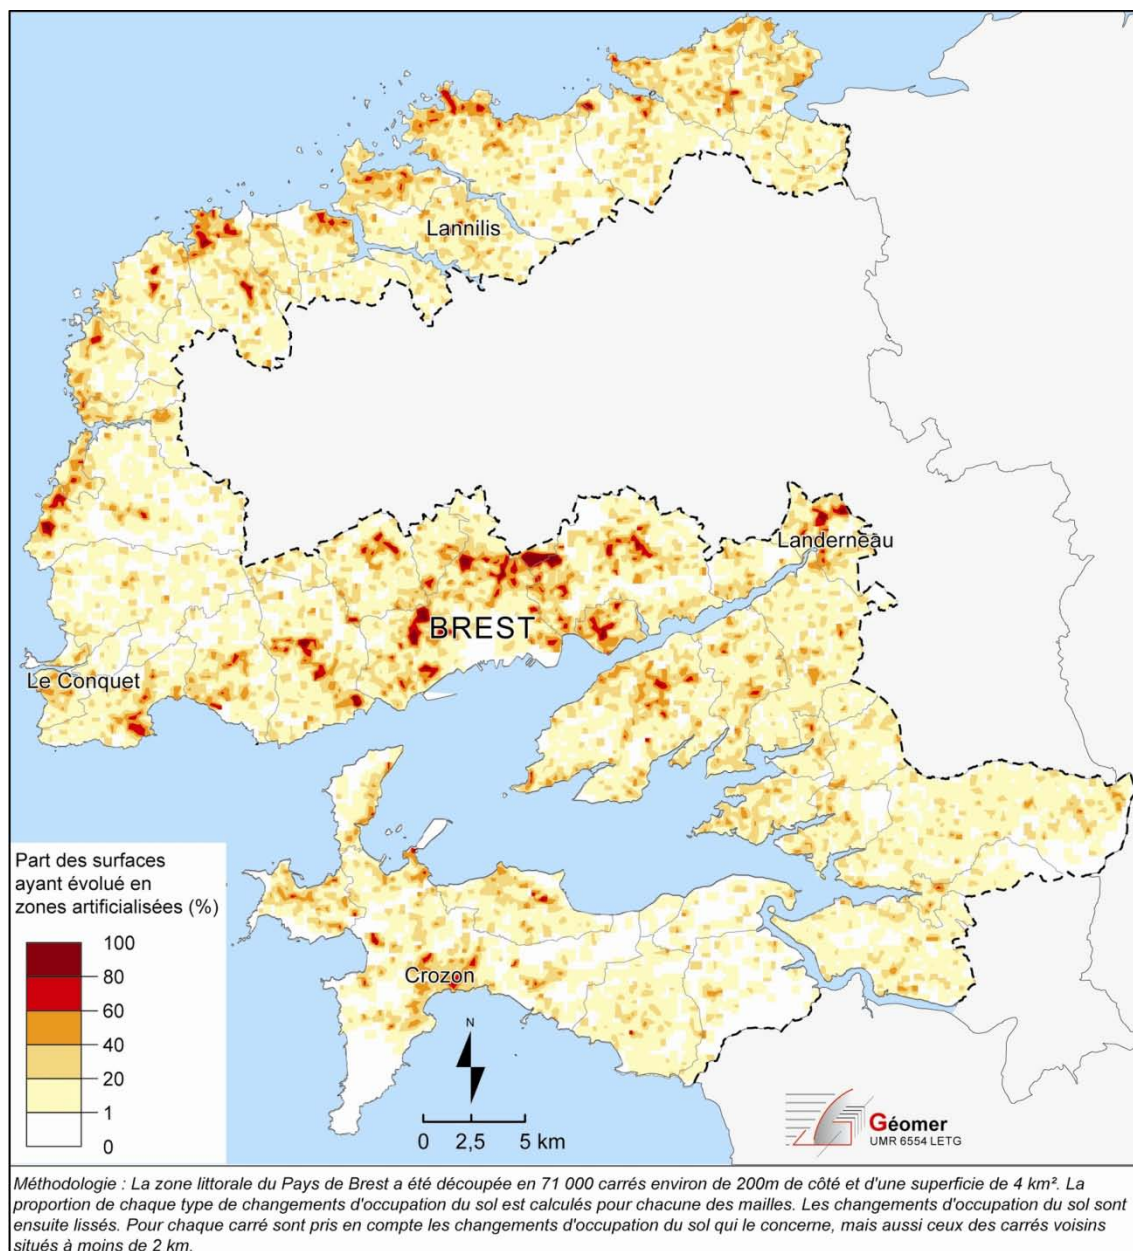 Lannilis
Landerneau
BREST
Le Conquet
Crozon
Part des surfaces
ayant évolué en
zones artificialisées (%)
100
80
60
40
20
1
0
N
0 2,5 5 km
Géomer
UMR 6554 LETG
Méthodologie : La zone littorale du Pays de Brest a été découpée en 71 000 carrés environ de 200m de côté et d'une superficie de 4 km². La
proportion de chaque type de changements d'occupation du sol est calculés pour chacune des mailles. Les changements d'occupation du sol sont
ensuite lissés. Pour chaque carré sont pris en compte les changements d'occupation du sol qui le concerne, mais aussi ceux des carrés voisins
situés à moins de 2 km.